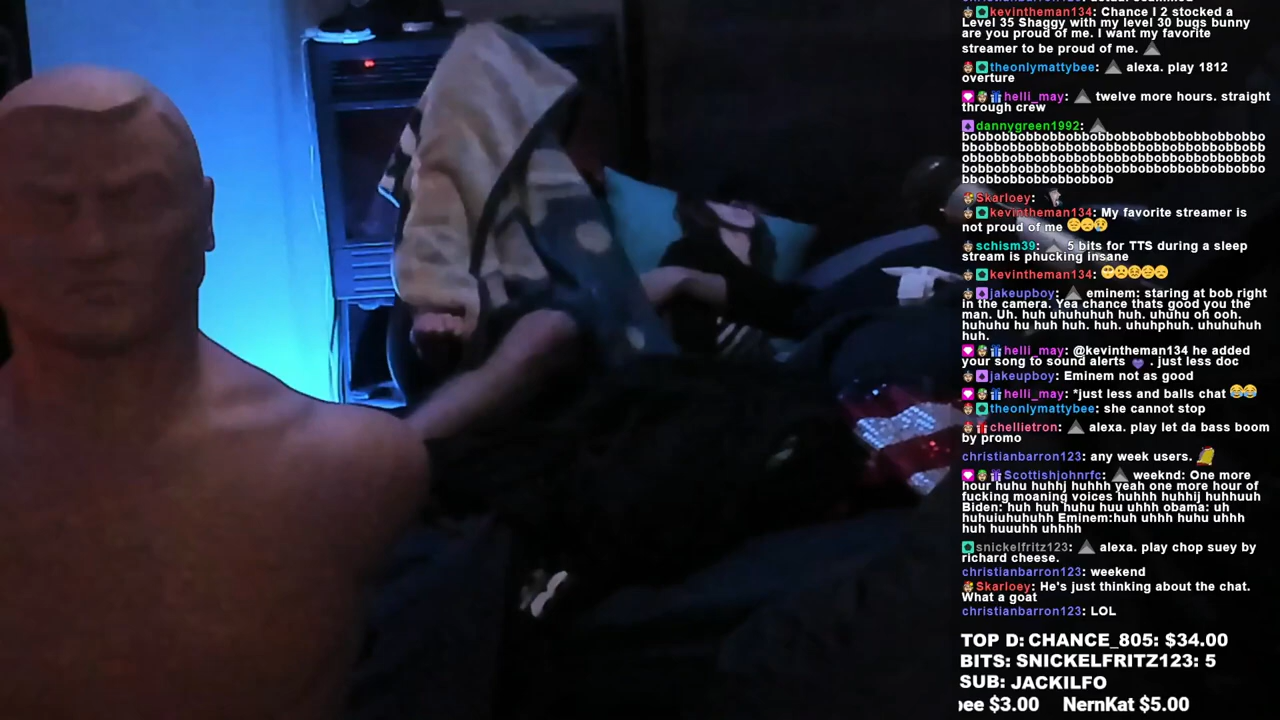 kevintheman134: Chance I 2 stocked a
Level 35 Shaggy with my level 30 bugs bunny
are you proud of me. I want my favorite
streamer to be proud of me.
theonlymattybee: alexa. play 1812
overture
helli_may: twelve more hours. straight
through crew
dannygreen1992:
Skarloey:
kevintheman134: My favorite streamer is
not proud of me
schism39: 5 bits for TTS during a sleep
stream is phucking insane
kevintheman134:
jakeupboy: eminem: staring at bob right
in the camera. Yea chance thats good you the
man. Uh. huh uhuhuhuh huh. uhuhu oh ooh.
huhuhu hu huh huh. huh. uhuhphuh. uhuhuhuh
huh.
helli_may: @kevintheman134 he added
your song to sound alerts . just less doc
jakeupboy: Eminem not as good
helli_may: *just less and balls chat
theonlymattybee: she cannot stop
chellietron: alexa. play let da bass boom
by promo
christianbarron123: any week users.
Scottishjohnrfc: weeknd: One more
hour huhu huhhj huhhh yeah one more hour of
fucking moaning voices huhhh huhhij huhhuuh
Biden: huh huh huhu huu uhhh obama: uh
huhuiuhuhuhh Eminem:huh uhhh huhu uhhh
huh huuuhh uhhhh
snickelfritz123: alexa. play chop suey by
richard cheese.
christianbarron123: weekend
Skarloey: He's just thinking about the chat.
What a goat
christianbarron123: LOL
TOP D: CHANCE_805: $34.00
BITS: SNICKELFRITZ123: 5
SUB: JACKILFO
bee $3.00 NernKat $5.00